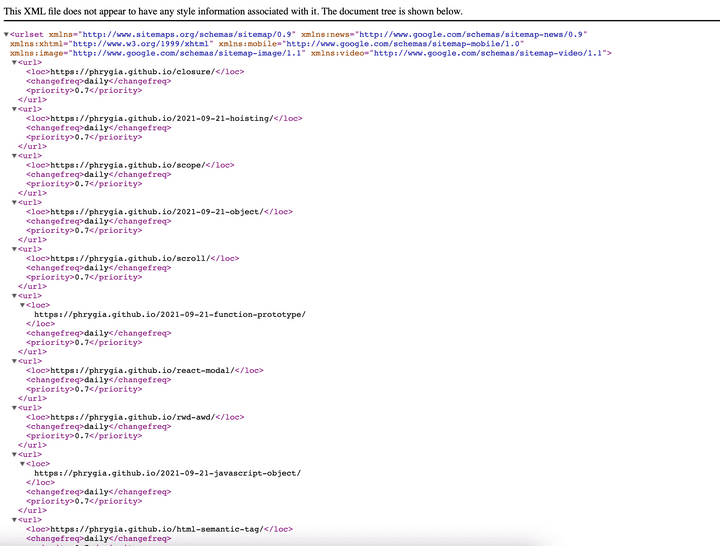 This XML file does not appear to have any style information associated with it. The document tree is shown below.
▼<urlset xmlns="http://www.sitemaps.org/schemas/sitemap/0.9" xmlns:news="http://www.google.com/schemas/sitemap-news/0.9"
xmlns:xhtml="http://www.w3.org/1999/xhtml" xmlns:mobile="http://www.google.com/schemas/sitemap-mobile/1.0"
xmlns:image="http://www.google.com/schemas/sitemap-image/1.1" xmlns:video="http://www.google.com/schemas/sitemap-video/1.1">
▼<url>
<loc>https://phrygia.github.io/closure/</loc>
<changefreq>daily</changefreq>
<priority>0.7</priority>
</url>
▼<url>
<loc>https://phrygia.github.io/2021-09-21-hoisting/</loc>
<changefreq>daily</changefreq>
<priority>0.7</priority>
</url>
▼<url>
<loc>https://phrygia.github.io/scope/</loc>
<changefreq>daily</changefreq>
<priority>0.7</priority>
</url>
▼<url>
<loc>https://phrygia.github.io/2021-09-21-object/</loc>
<changefreq>daily</changefreq>
<priority>0.7</priority>
</url>
▼<url>
<loc>https://phrygia.github.io/scroll/</loc>
<changefreq>daily</changefreq>
<priority>0.7</priority>
</url>
▼<url>
▼<loc>
https://phrygia.github.io/2021-09-21-function-prototype/
</loc>
<changefreq>daily</changefreq>
<priority>0.7</priority>
</url>
▼<url>
<loc>https://phrygia.github.io/react-modal/</loc>
<changefreq>daily</changefreq>
<priority>0.7</priority>
</url>
▼<url>
<loc>https://phrygia.github.io/rwd-awd/</loc>
<changefreq>daily</changefreq>
<priority>0.7</priority>
</url>
▼<url>
▼<loc>
https://phrygia.github.io/2021-09-21-javascript-object/
</loc>
<changefreq>daily</changefreq>
<priority>0.7</priority>
</url>
▼<url>
<loc>https://phrygia.github.io/html-semantic-tag/</loc>
<changefreq>daily</changefreq>